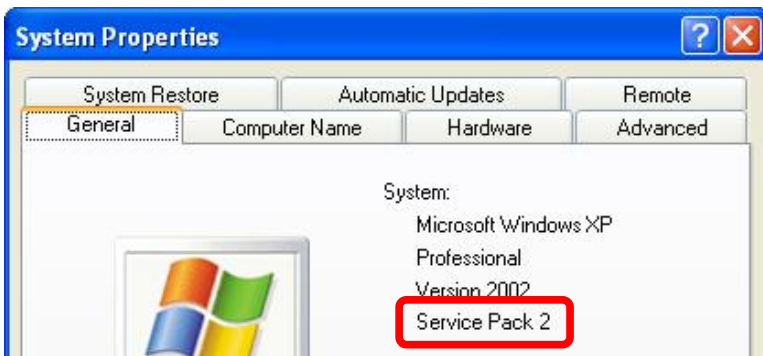 System Properties
System Restore Automatic Updates Remote
General Computer Name Hardware Advanced
System:
Microsoft Windows XP
Professional
Version 2002
Service Pack 2